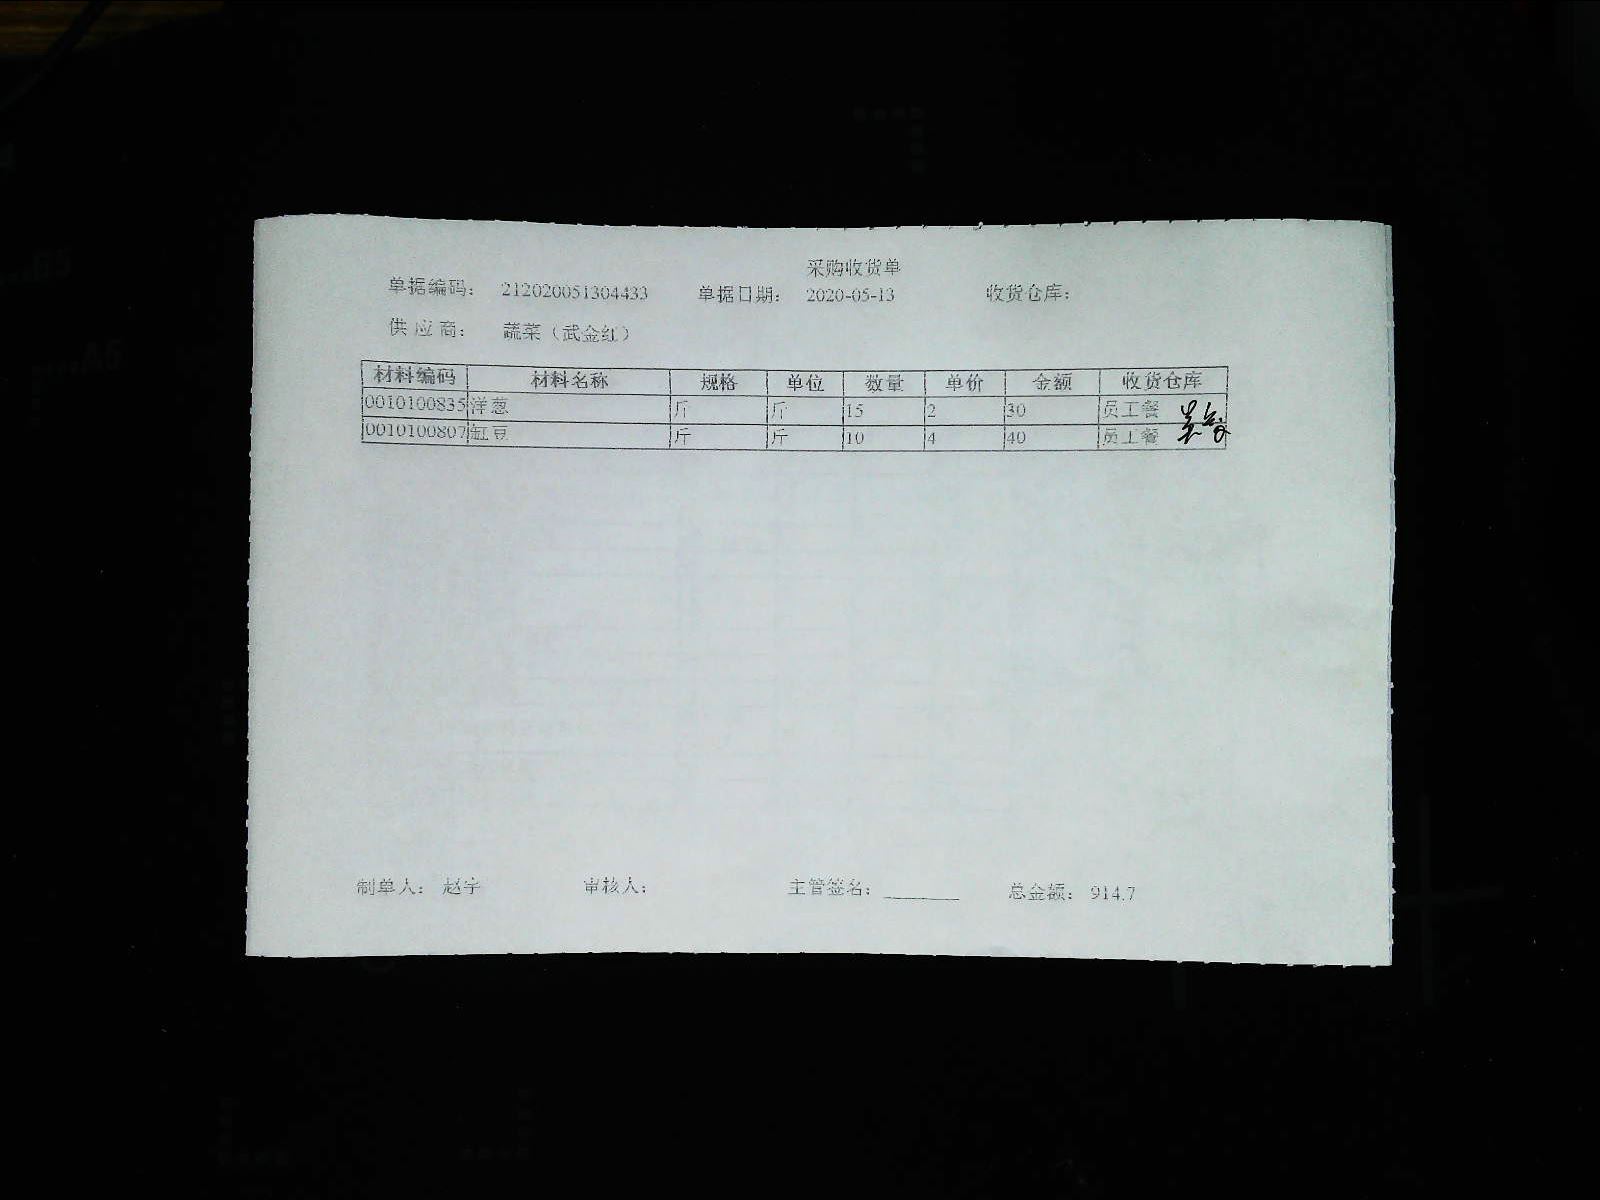 采购收货单
单据编码： 212020051304433 单据日期： 2020-05-13 收货仓库：
供 应 商： 蔬菜（武金红）
材料编码 材料名称 规格 单位 数量 单价 金额 收货仓库
0010100835 洋葱 斤 斤 15 2 30 员工餐
0010100807 缸豆 斤 斤 10 4 40 员工餐
制单人： 赵宇 审核人： 主管签名： 总金额： 914.7